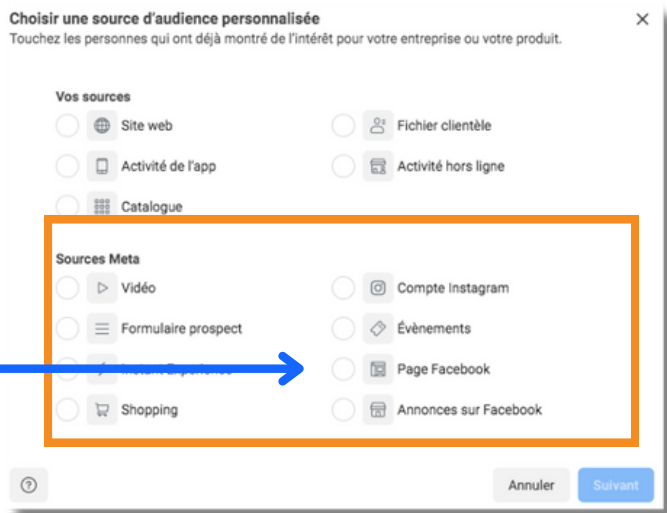 Choisir une source d'audience personnalisée
Touchez les personnes qui ont déjà montré de l'intérêt pour votre entreprise ou votre produit.
Vos sources
Site web
Fichier clientèle
Activité de l'app
Activité hors ligne
Catalogue
Sources Meta
Vidéo
Compte Instagram
Formulaire prospect
Évènements
Instant Experience
Page Facebook
Shopping
Annonces sur Facebook
Annuler
Suivant